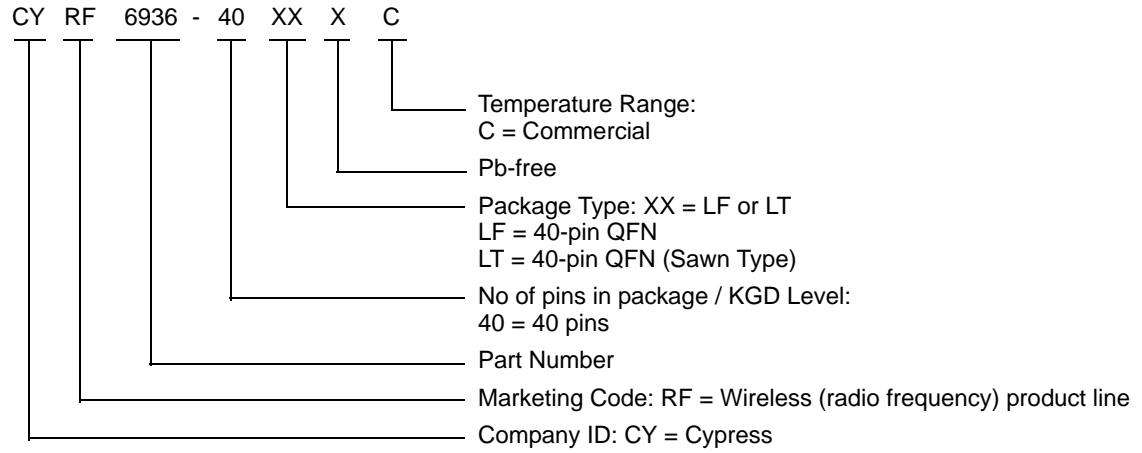 CY RF 6936 - 40 XX X C
Temperature Range:
C = Commercial
Pb-free
Package Type: XX = LF or LT
LF = 40-pin QFN
LT = 40-pin QFN (Sawn Type)
No of pins in package / KGD Level:
40 = 40 pins
Part Number
Marketing Code: RF = Wireless (radio frequency) product line
Company ID: CY = Cypress